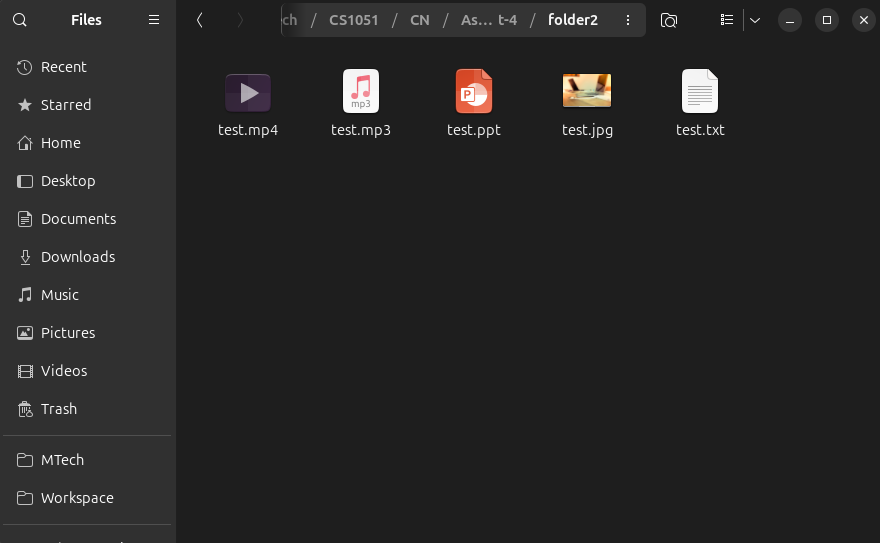 Files
ch / CS1051 / CN / As... t-4 / folder2
Recent
Starred
Home
Desktop
Documents
Downloads
Music
Pictures
Videos
Trash
MTech
Workspace
mp3
P
test.mp4
test.mp3
test.ppt
test.jpg
test.txt